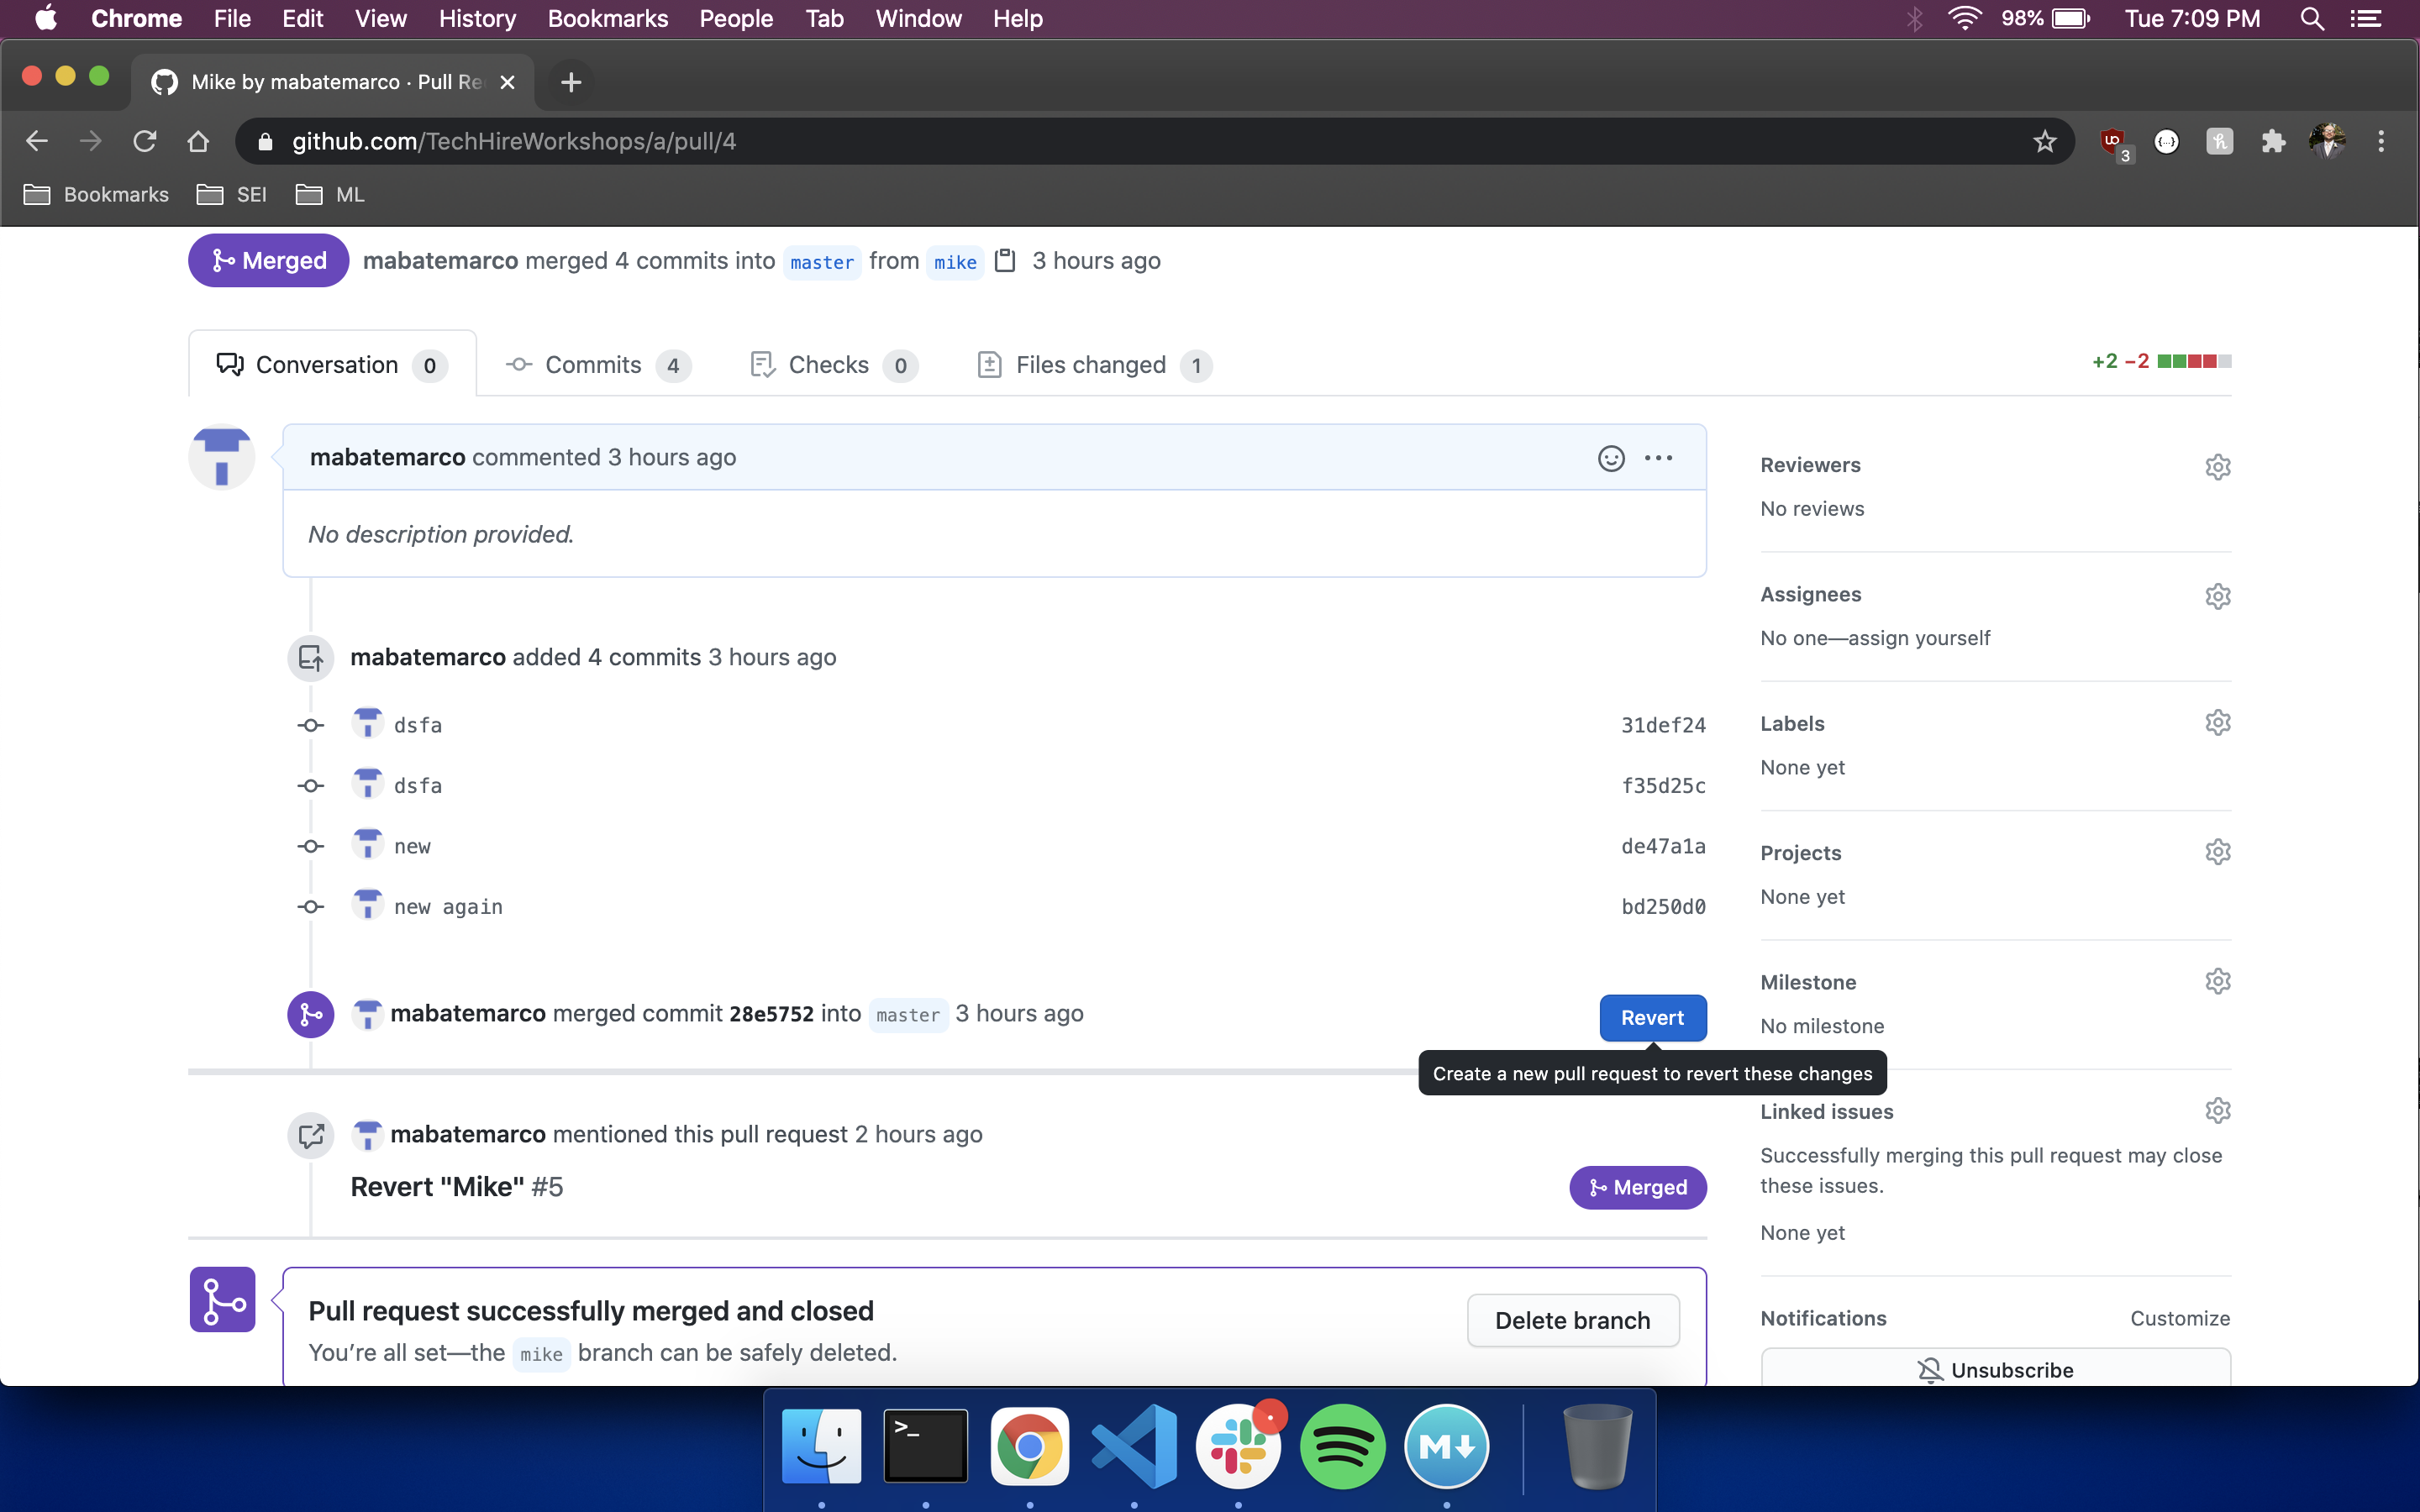 Chrome File Edit View History Bookmarks People Tab Window Help 98% Tue 7:09 PM
Mike by mabatemarco · Pull Re
github.com/TechHireWorkshops/a/pull/4 3
Bookmarks SEI ML
Merged mabatemarco merged 4 commits into master from mike 3 hours ago
Conversation 0 Commits 4 Checks 0 Files changed 1 +2 −2
mabatemarco commented 3 hours ago
No description provided.
mabatemarco added 4 commits 3 hours ago
dsfa 31def24
dsfa f35d25c
new de47a1a
new again bd250d0
mabatemarco merged commit 28e5752 into master 3 hours ago Revert
Create a new pull request to revert these changes
mabatemarco mentioned this pull request 2 hours ago
Revert "Mike" #5 Merged
Pull request successfully merged and closed
You're all set—the mike branch can be safely deleted.
Delete branch
Reviewers
No reviews
Assignees
No one—assign yourself
Labels
None yet
Projects
None yet
Milestone
No milestone
Linked issues
Successfully merging this pull request may close
these issues.
None yet
Notifications Customize
Unsubscribe
>_
M